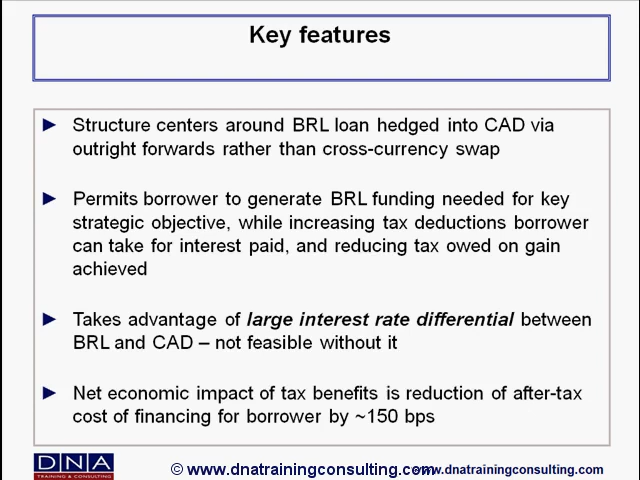 Key features
► Structure centers around BRL loan hedged into CAD via
outright forwards rather than cross-currency swap
► Permits borrower to generate BRL funding needed for key
strategic objective, while increasing tax deductions borrower
can take for interest paid, and reducing tax owed on gain
achieved
► Takes advantage of large interest rate differential between
BRL and CAD – not feasible without it
► Net economic impact of tax benefits is reduction of after-tax
cost of financing for borrower by ~150 bps
DNA
TRAINING & CONSULTING
© www.dnatrainingconsulting.com
www.dnatrainingconsulting.com